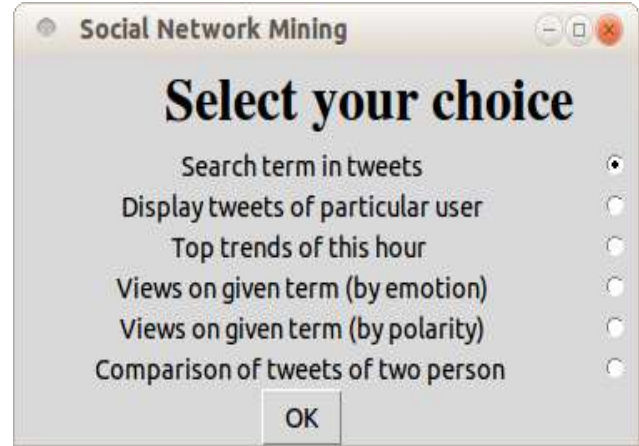 Social Network Mining
Select your choice
Search term in tweets
Display tweets of particular user
Top trends of this hour
Views on given term (by emotion)
Views on given term (by polarity)
Comparison of tweets of two person
OK